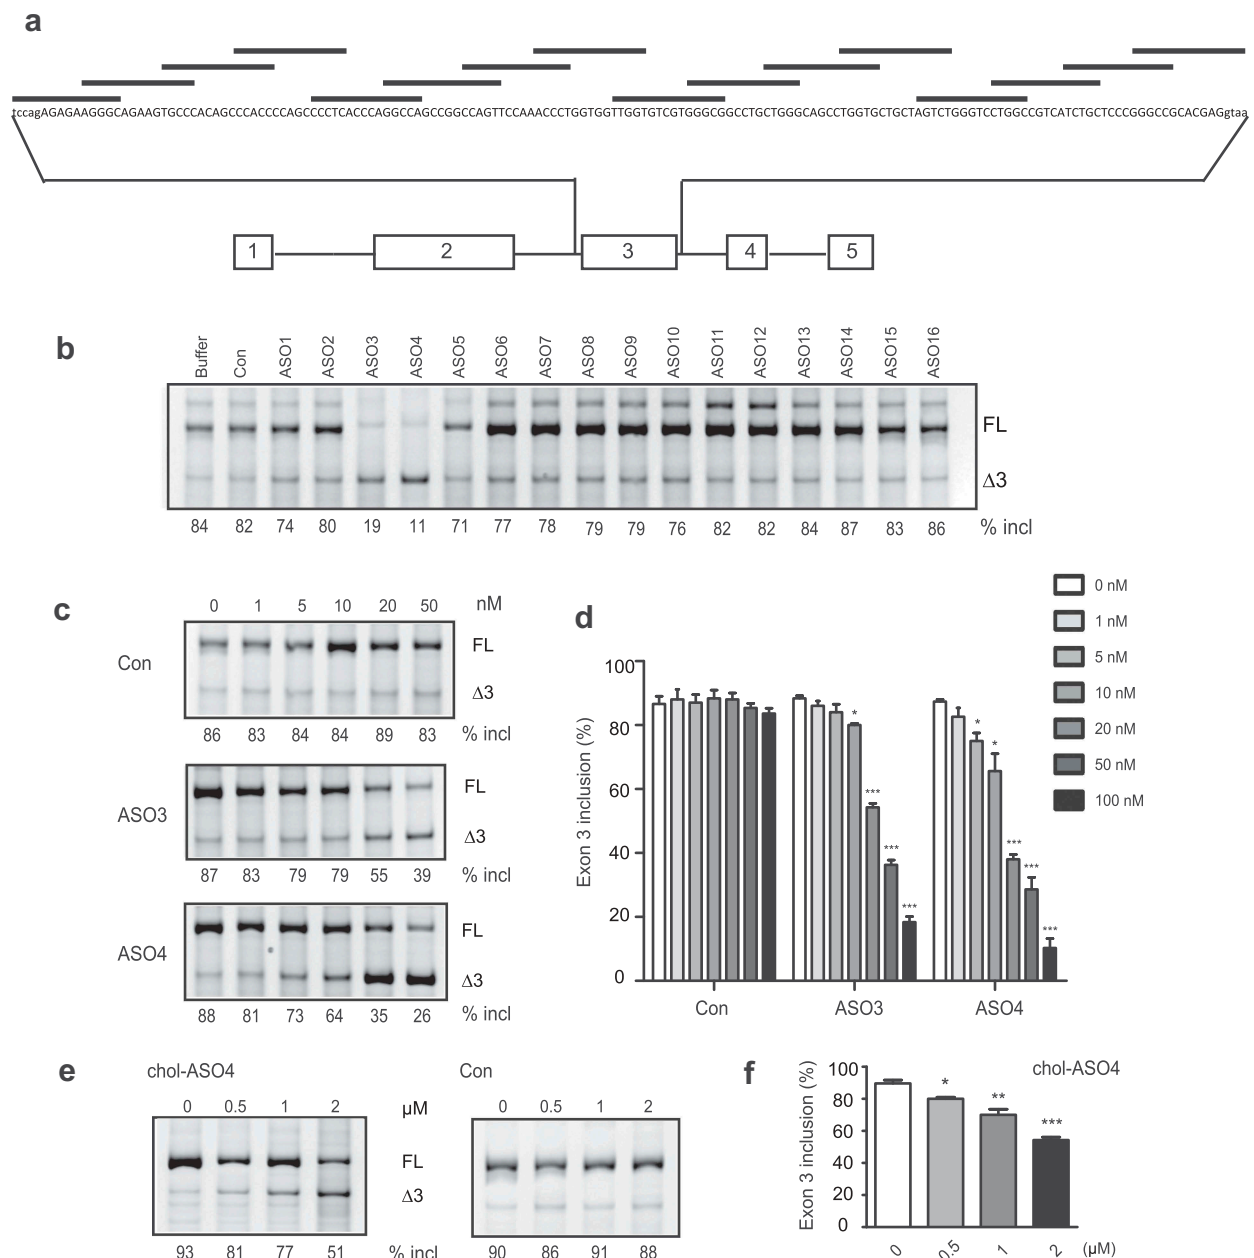 a
tccagAGAGAAGGGCAGAAGTGCCCACAGCCCACCCCAGCCCCTCACCCAGGCCAGCCGGCCAGTTCCAAACCCTGGTGGTTGGTGTCGTGGGCGGCCTGCTGGGCAGCCTGGTGCTGCTAGTCTGGGTCCTGGCCGTCATCTGCTCCCGGGCCGCACGAGgtaa
1 2 3 4 5
b
Buffer Con ASO1 ASO2 ASO3 ASO4 ASO5 ASO6 ASO7 ASO8 ASO9 ASO10 ASO11 ASO12 ASO13 ASO14 ASO15 ASO16
FL
Δ3
84 82 74 80 19 11 71 77 78 79 79 76 82 82 84 87 83 86 % incl
c
0 1 5 10 20 50 nM
Con
FL
Δ3
86 83 84 84 89 83 % incl
ASO3
FL
Δ3
87 83 79 79 55 39 % incl
ASO4
FL
Δ3
88 81 73 64 35 26 % incl
d
0 nM
1 nM
5 nM
10 nM
20 nM
50 nM
100 nM
Exon 3 inclusion (%)
100
80
60
40
20
0
* *** *** ***
* * *** *** ***
Con ASO3 ASO4
e
chol-ASO4 Con
0 0.5 1 2 µM 0 0.5 1 2
FL
Δ3
93 81 77 51 % incl 90 86 91 88
f
chol-ASO4
Exon 3 inclusion (%)
100
80
60
40
20
0
* ** ***
0 0.5 1 2 (µM)